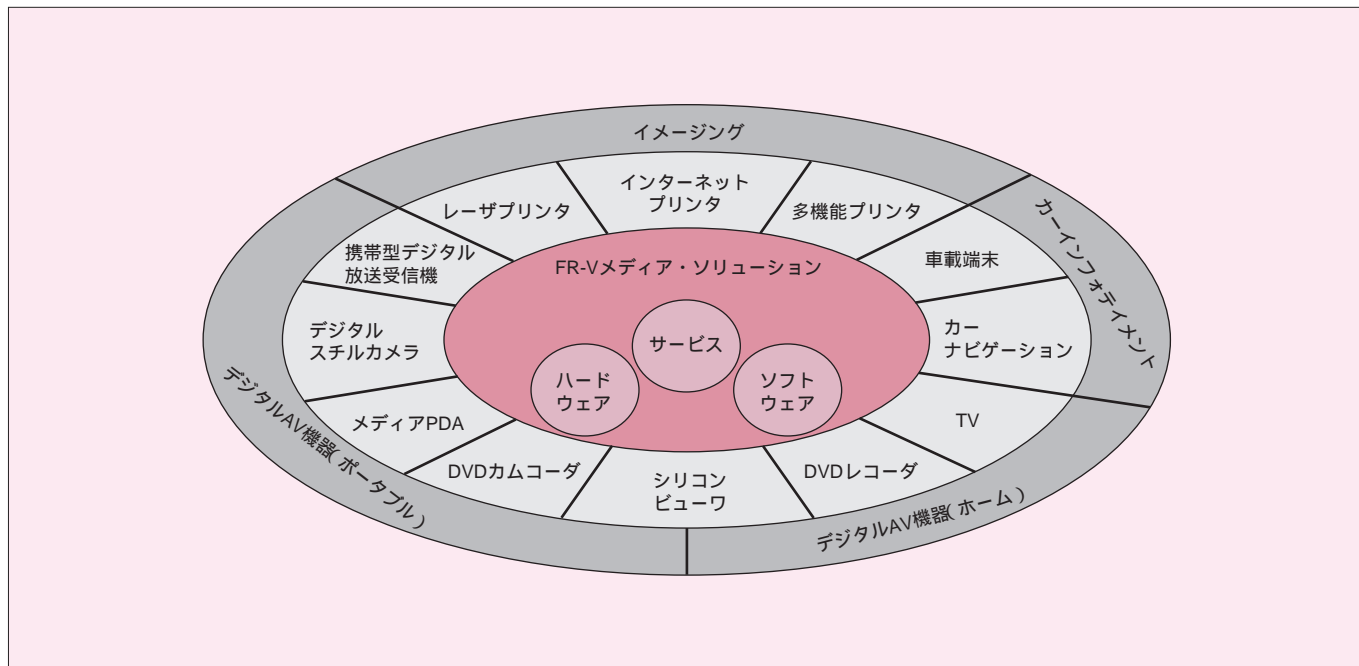 イメージング
カーインフォテイメント
デジタルAV機器(ホーム)
デジタルAV機器(ポータブル)
インターネット
プリンタ
多機能プリンタ
車載端末
カー
ナビゲーション
TV
DVDレコーダ
シリコン
ビューワ
DVDカムコーダ
メディアPDA
デジタル
スチルカメラ
携帯型デジタル
放送受信機
レーザプリンタ
FR-Vメディア・ソリューション
サービス
ハード
ウェア
ソフト
ウェア